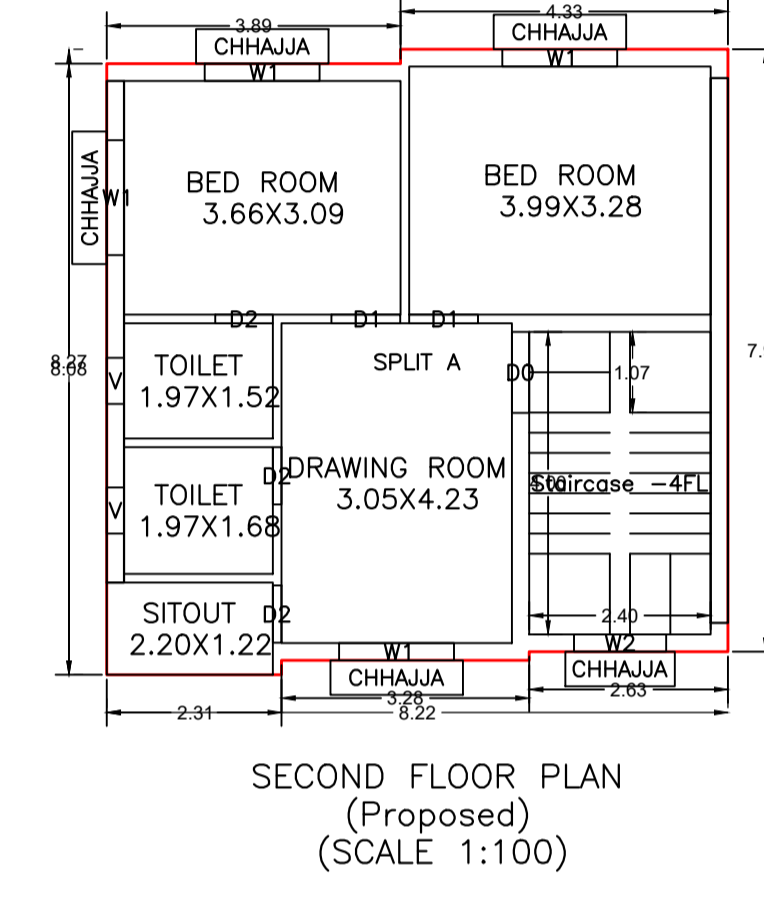 3.89
4.33
CHHAJJA
CHHAJJA
W1
W1
CHHAJJA
W1
BED ROOM
3.66X3.09
BED ROOM
3.99X3.28
D2
D1
D1
V
TOILET
1.97X1.52
SPLIT A
D0
1.07
7.
D2
DRAWING ROOM
3.05X4.23
V
TOILET
1.97X1.68
Staircase -4FL
SITOUT
2.20X1.22
D2
2.40
W1
W2
CHHAJJA
CHHAJJA
3.28
2.63
2.31
8.22
SECOND FLOOR PLAN
(Proposed)
(SCALE 1:100)